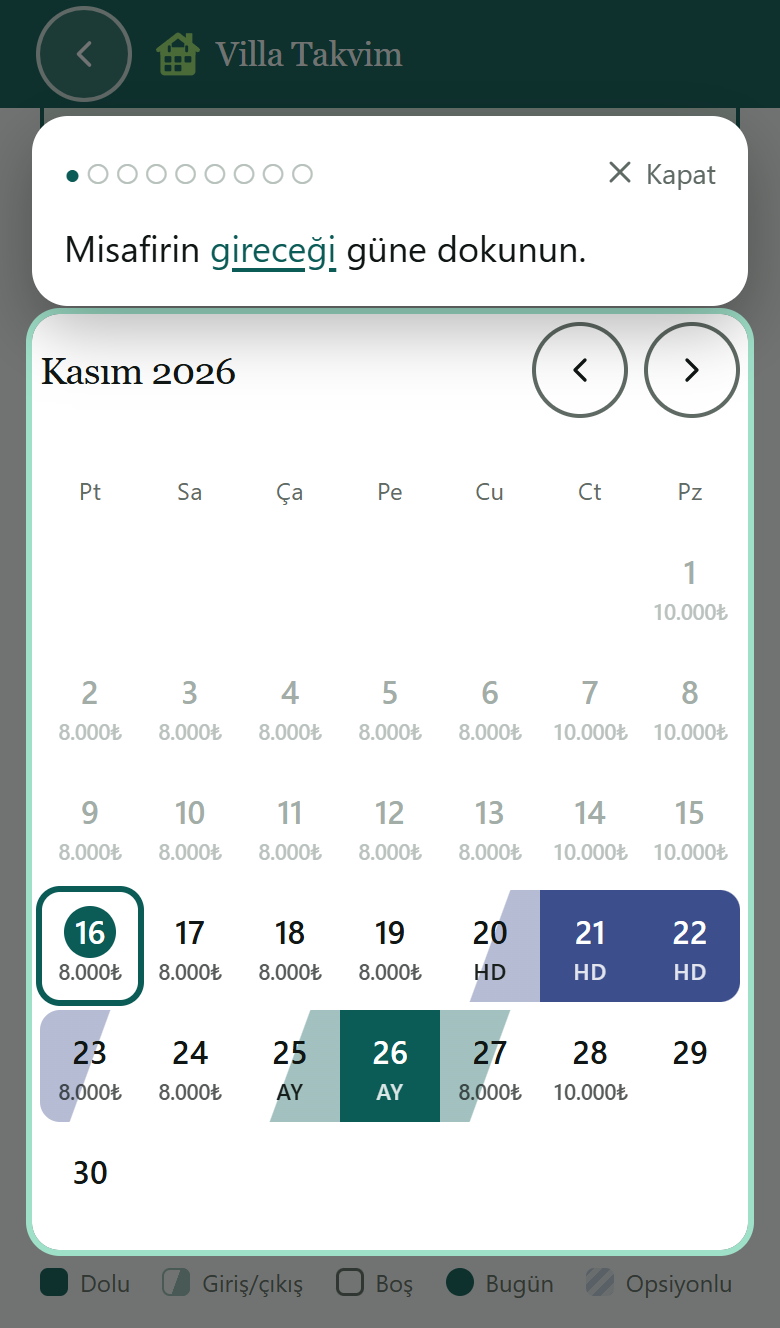 Villa Takvim
Kapat
Misafirin gireceği güne dokunun.
Kasım 2026
Pt Sa Ça Pe Cu Ct Pz
1
10.000₺
2 3 4 5 6 7 8
8.000₺ 8.000₺ 8.000₺ 8.000₺ 8.000₺ 10.000₺ 10.000₺
9 10 11 12 13 14 15
8.000₺ 8.000₺ 8.000₺ 8.000₺ 8.000₺ 10.000₺ 10.000₺
16 17 18 19 20 21 22
8.000₺ 8.000₺ 8.000₺ 8.000₺ HD HD HD
23 24 25 26 27 28 29
8.000₺ 8.000₺ AY AY 8.000₺ 10.000₺
30
Dolu Giriş/çıkış Boş Bugün Opsiyonlu